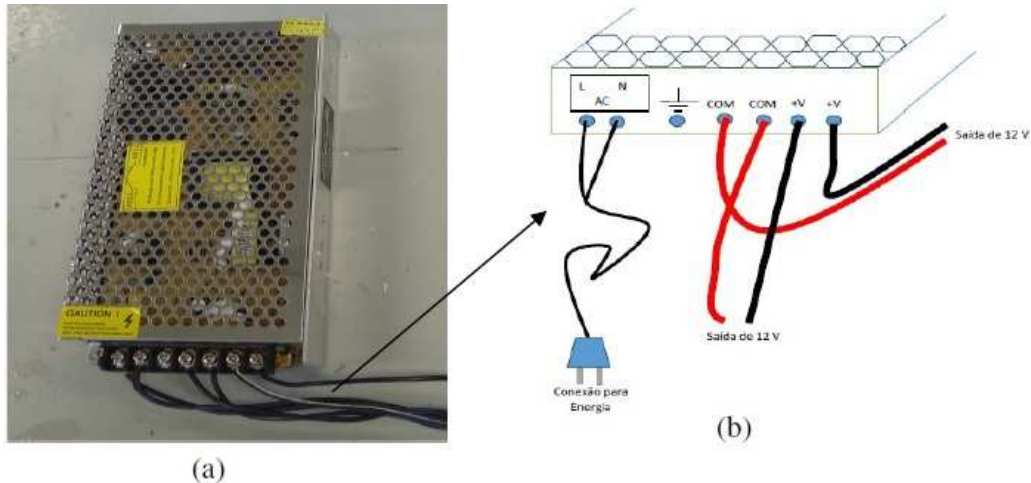 CAUTION !
(a)
L N
AC
COM COM +V +V
Saída de 12 V
Saída de 12 V
Conexão para
Energia
(b)